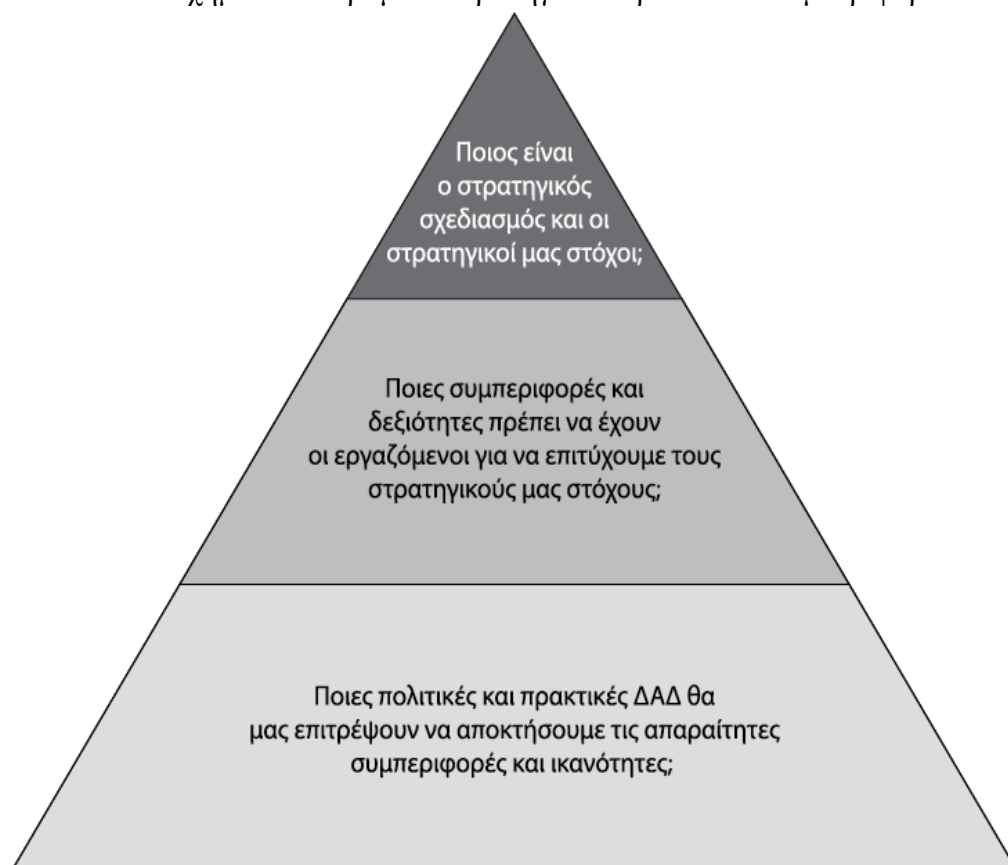 Ποιος είναι
ο στρατηγικός
σχεδιασμός και οι
στρατηγικοί μας στόχοι;
Ποιες συμπεριφορές και
δεξιότητες πρέπει να έχουν
οι εργαζόμενοι για να επιτύχουμε τους
στρατηγικούς μας στόχους;
Ποιες πολιτικές και πρακτικές ΔΑΔ θα
μας επιτρέψουν να αποκτήσουμε τις απαραίτητες
συμπεριφορές και ικανότητες;